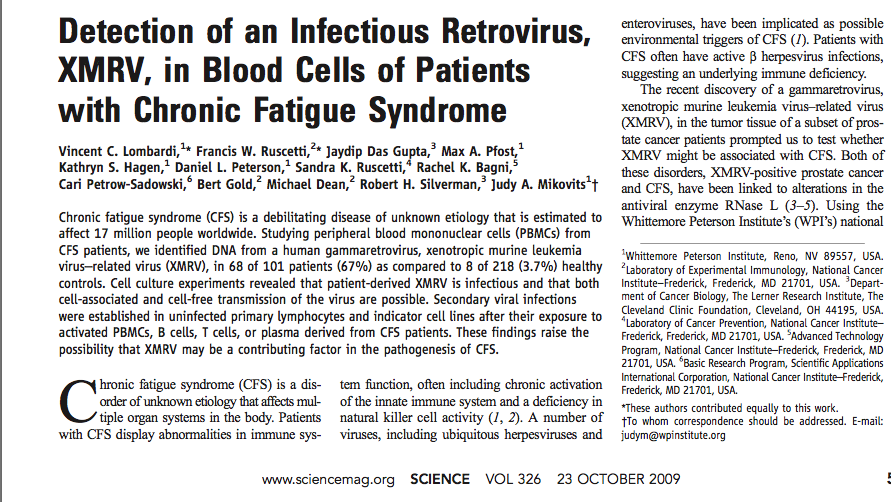 Detection of an Infectious Retrovirus,
XMRV, in Blood Cells of Patients
with Chronic Fatigue Syndrome
Vincent C. Lombardi,1* Francis W. Ruscetti,2* Jaydip Das Gupta,3 Max A. Pfost,1
Kathryn S. Hagen,1 Daniel L. Peterson,1 Sandra K. Ruscetti,4 Rachel K. Bagni,5
Cari Petrow-Sadowski,6 Bert Gold,2 Michael Dean,2 Robert H. Silverman,3 Judy A. Mikovits1†
Chronic fatigue syndrome (CFS) is a debilitating disease of unknown etiology that is estimated to
affect 17 million people worldwide. Studying peripheral blood mononuclear cells (PBMCs) from
CFS patients, we identified DNA from a human gammaretrovirus, xenotropic murine leukemia
virus–related virus (XMRV), in 68 of 101 patients (67%) as compared to 8 of 218 (3.7%) healthy
controls. Cell culture experiments revealed that patient-derived XMRV is infectious and that both
cell-associated and cell-free transmission of the virus are possible. Secondary viral infections
were established in uninfected primary lymphocytes and indicator cell lines after their exposure to
activated PBMCs, B cells, T cells, or plasma derived from CFS patients. These findings raise the
possibility that XMRV may be a contributing factor in the pathogenesis of CFS.
Chronic fatigue syndrome (CFS) is a dis-
order of unknown etiology that affects mul-
tiple organ systems in the body. Patients
with CFS display abnormalities in immune sys-
tem function, often including chronic activation
of the innate immune system and a deficiency in
natural killer cell activity (1, 2). A number of
viruses, including ubiquitous herpesviruses and
enteroviruses, have been implicated as possible
environmental triggers of CFS (1). Patients with
CFS often have active β herpesvirus infections,
suggesting an underlying immune deficiency.
The recent discovery of a gammaretrovirus,
xenotropic murine leukemia virus–related virus
(XMRV), in the tumor tissue of a subset of pros-
tate cancer patients prompted us to test whether
XMRV might be associated with CFS. Both of
these disorders, XMRV-positive prostate cancer
and CFS, have been linked to alterations in the
antiviral enzyme RNase L (3–5). Using the
Whittemore Peterson Institute's (WPI's) national
1Whittemore Peterson Institute, Reno, NV 89557, USA.
2Laboratory of Experimental Immunology, National Cancer
Institute–Frederick, Frederick, MD 21701, USA. 3Depart-
ment of Cancer Biology, The Lerner Research Institute, The
Cleveland Clinic Foundation, Cleveland, OH 44195, USA.
4Laboratory of Cancer Prevention, National Cancer Institute–
Frederick, Frederick, MD 21701, USA. 5Advanced Technology
Program, National Cancer Institute–Frederick, Frederick, MD
21701, USA. 6Basic Research Program, Scientific Applications
International Corporation, National Cancer Institute–Frederick,
Frederick, MD 21701, USA.
*These authors contributed equally to this work.
†To whom correspondence should be addressed. E-mail:
judym@wpinstitute.org
www.sciencemag.org SCIENCE VOL 326 23 OCTOBER 2009